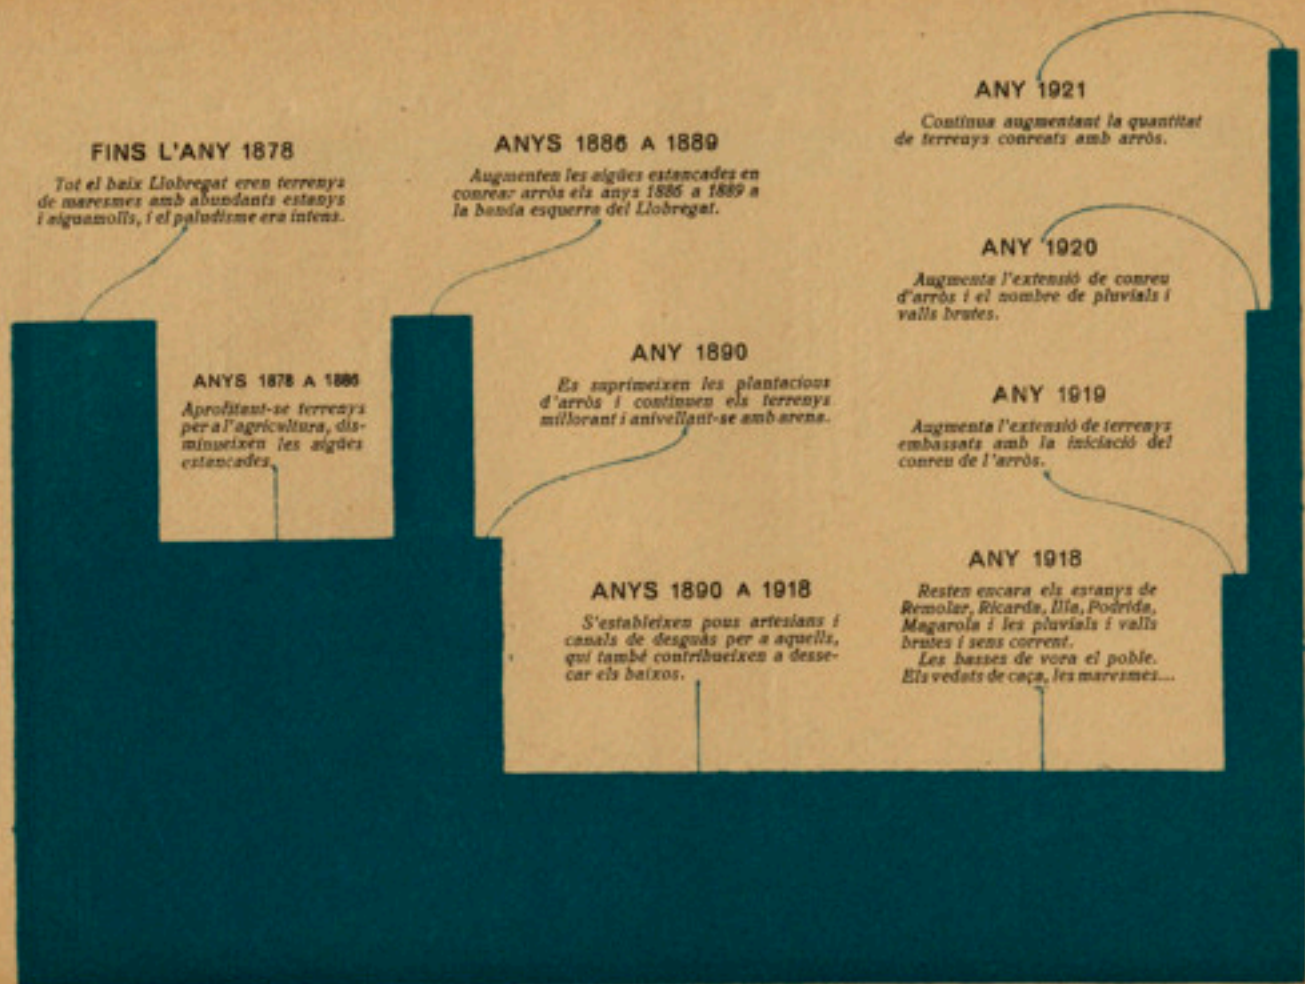 FINS L'ANY 1878
Tot el baix Llobregat eren terrenys
de maresmes amb abundants estanys
i aiguamolls, i el paludisme era intens.
ANYS 1878 A 1886
Aprofitant-se terrenys
per a l'agricultura, dis-
minueixen les aigües
estancades.
ANYS 1886 A 1889
Augmenten les aigües estancades en
conrear arròs els anys 1886 a 1889 a
la banda esquerra del Llobregat.
ANY 1890
Es suprimeixen les plantacions
d'arròs i continuen els terrenys
millorant i anivellant-se amb arena.
ANYS 1890 A 1918
S'estableixen pous artesians i
canals de desguàs per a aquells,
qui també contribueixen a desse-
car els baixos.
ANY 1921
Continua augmentant la quantitat
de terrenys conreats amb arròs.
ANY 1920
Augmenta l'extensió de conreu
d'arròs i el nombre de pluvials i
valls brutes.
ANY 1919
Augmenta l'extensió de terrenys
embassats amb la iniciació del
conreu de l'arròs.
ANY 1918
Resten encara els estanys de
Remolar, Ricarda, Illa, Podrida,
Magarola i les pluvials i valls
brutes i sens corrent.
Les basses de vora el poble.
Els vedats de caça, les maresmes...